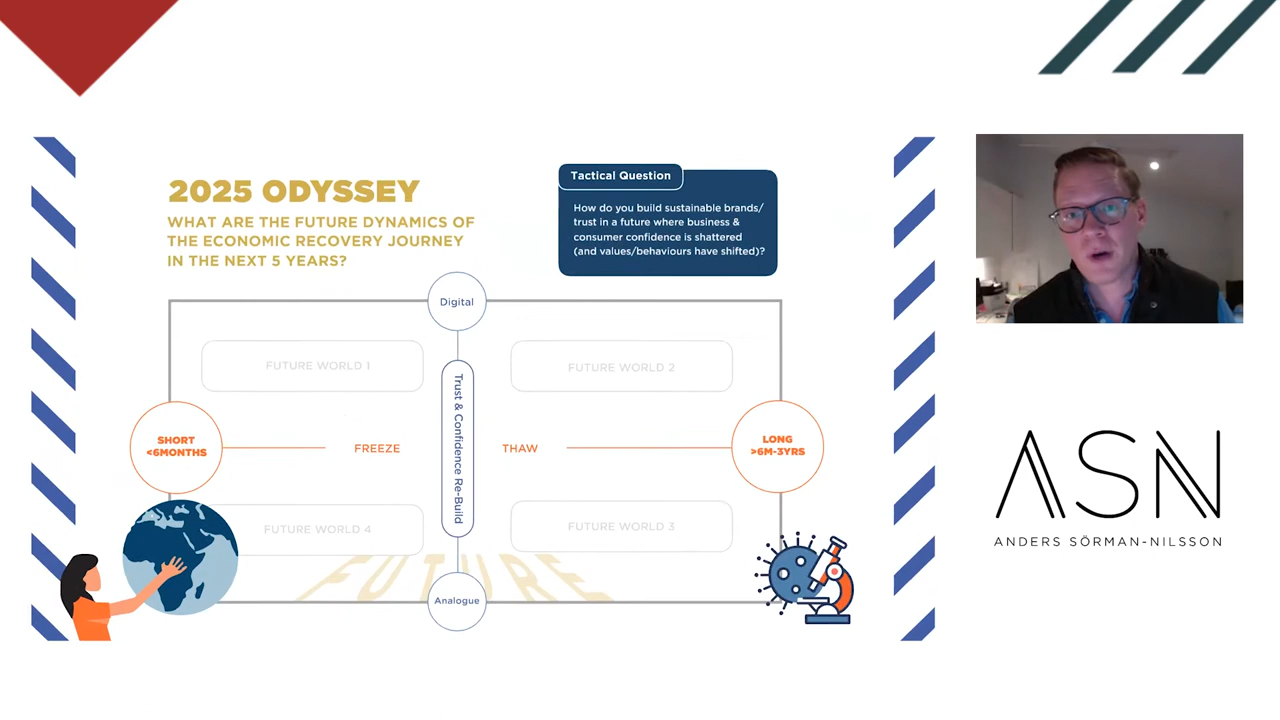 2025 ODYSSEY
WHAT ARE THE FUTURE DYNAMICS OF
THE ECONOMIC RECOVERY JOURNEY
IN THE NEXT 5 YEARS?
Tactical Question
How do you build sustainable brands/
trust in a future where business &
consumer confidence is shattered
(and values/behaviours have shifted)?
Digital
FUTURE WORLD 1
FUTURE WORLD 2
Trust & Confidence Re-Build
SHORT
<6MONTHS
FREEZE
THAW
LONG
>6M-3YRS
FUTURE WORLD 4
FUTURE WORLD 3
FUTURE
Analogue
ASN
ANDERS SÖRMAN-NILSSON